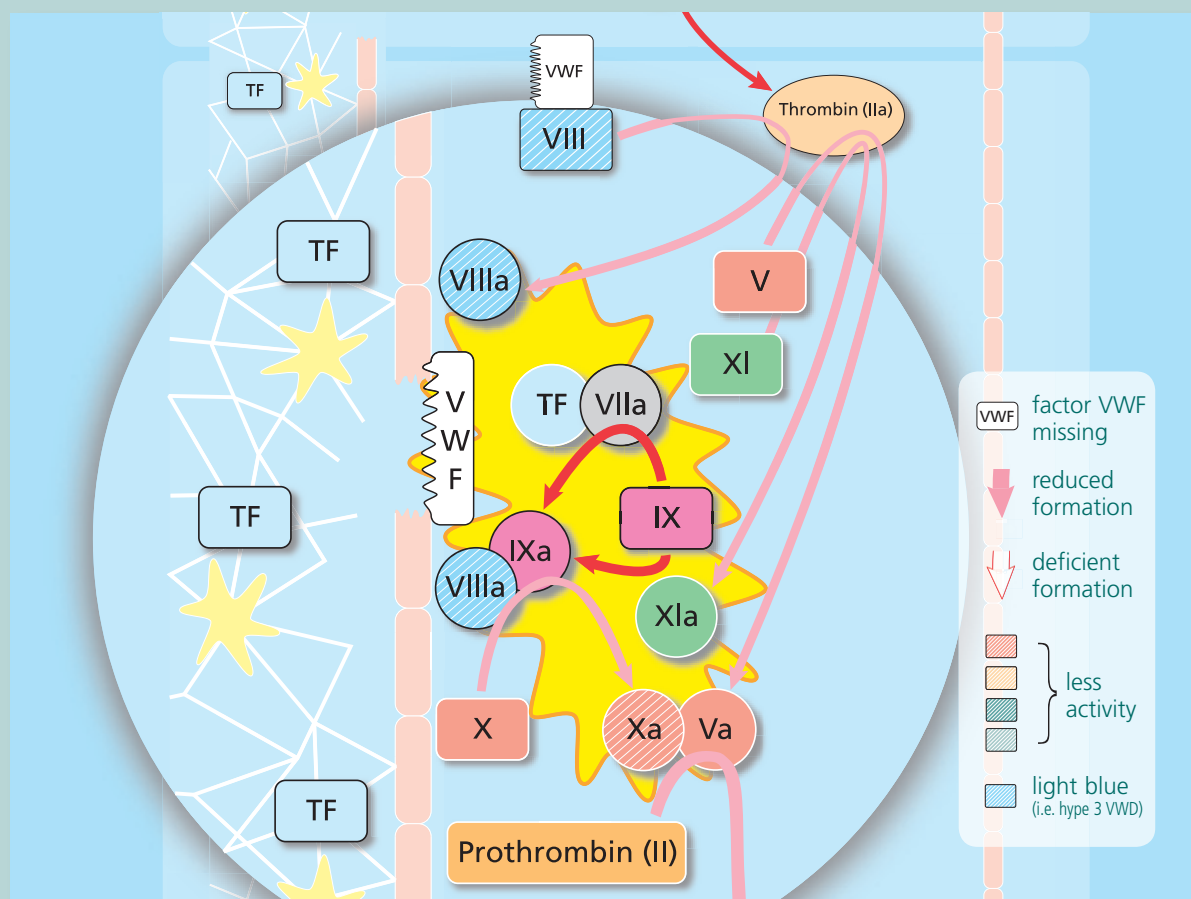 VWF
TF
Thrombin (IIa)
VIII
TF
VIIIa
V
XI
V
W
F
TF
VIIa
VWF
factor VWF
missing
reduced
formation
TF
IX
IXa
VIIIa
deficient
formation
XIa
less
activity
X
Xa
Va
light blue
(i.e. hype 3 VWD)
TF
Prothrombin (II)